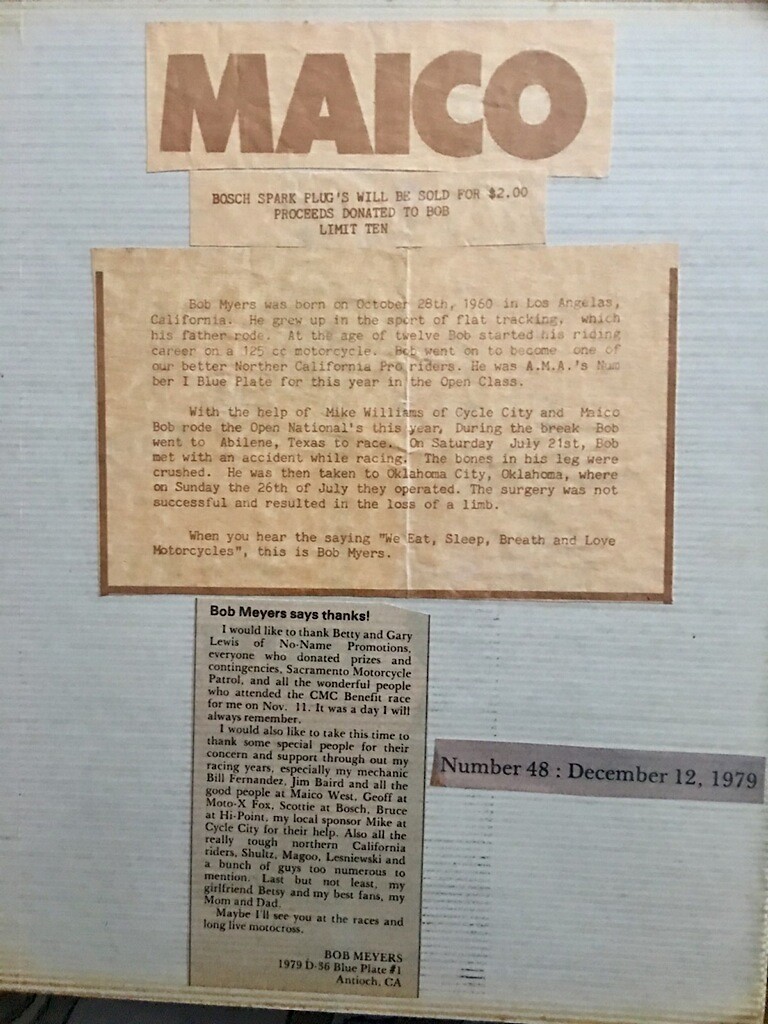 MAICO
BOSCH SPARK PLUG'S WILL BE SOLD FOR $2.00
PROCEEDS DONATED TO BOB
LIMIT TEN
Bob Myers was born on October 28th, 1960 in Los Angelas,
California. He grew up in the sport of flat tracking, which
his father rode. At the age of twelve Bob started his riding
career on a 125 cc motorcycle. Bob went on to become one of
our better Norther California Pro riders. He was A.M.A.'s Num
ber I Blue Plate for this year in the Open Class.
With the help of Mike Williams of Cycle City and Maico
Bob rode the Open National's this year, During the break Bob
went to Abilene, Texas to race. On Saturday July 21st, Bob
met with an accident while racing. The bones in his leg were
crushed. He was then taken to Oklahoma City, Oklahoma, where
on Sunday the 26th of July they operated. The surgery was not
successful and resulted in the loss of a limb.
When you hear the saying "We Eat, Sleep, Breath and Love
Motorcycles", this is Bob Myers.
Bob Meyers says thanks!
I would like to thank Betty and Gary
Lewis of No-Name Promotions,
everyone who donated prizes and
contingencies, Sacramento Motorcycle
Patrol, and all the wonderful people
who attended the CMC Benefit race
for me on Nov. 11. It was a day I will
always remember.
I would also like to take this time to
thank some special people for their
concern and support through out my
racing years, especially my mechanic
Bill Fernandez, Jim Baird and all the
good people at Maico West, Geoff at
Moto-X Fox, Scottie at Bosch, Bruce
at Hi-Point, my local sponsor Mike at
Cycle City for their help. Also all the
really tough northern California
riders, Shultz, Magoo, Lesniewski and
a bunch of guys too numerous to
mention. Last but not least, my
girlfriend Betsy and my best fans, my
Mom and Dad.
Maybe I'll see you at the races and
long live motocross.
BOB MEYERS
1979 D-36 Blue Plate #1
Antioch, CA
Number 48 : December 12, 1979